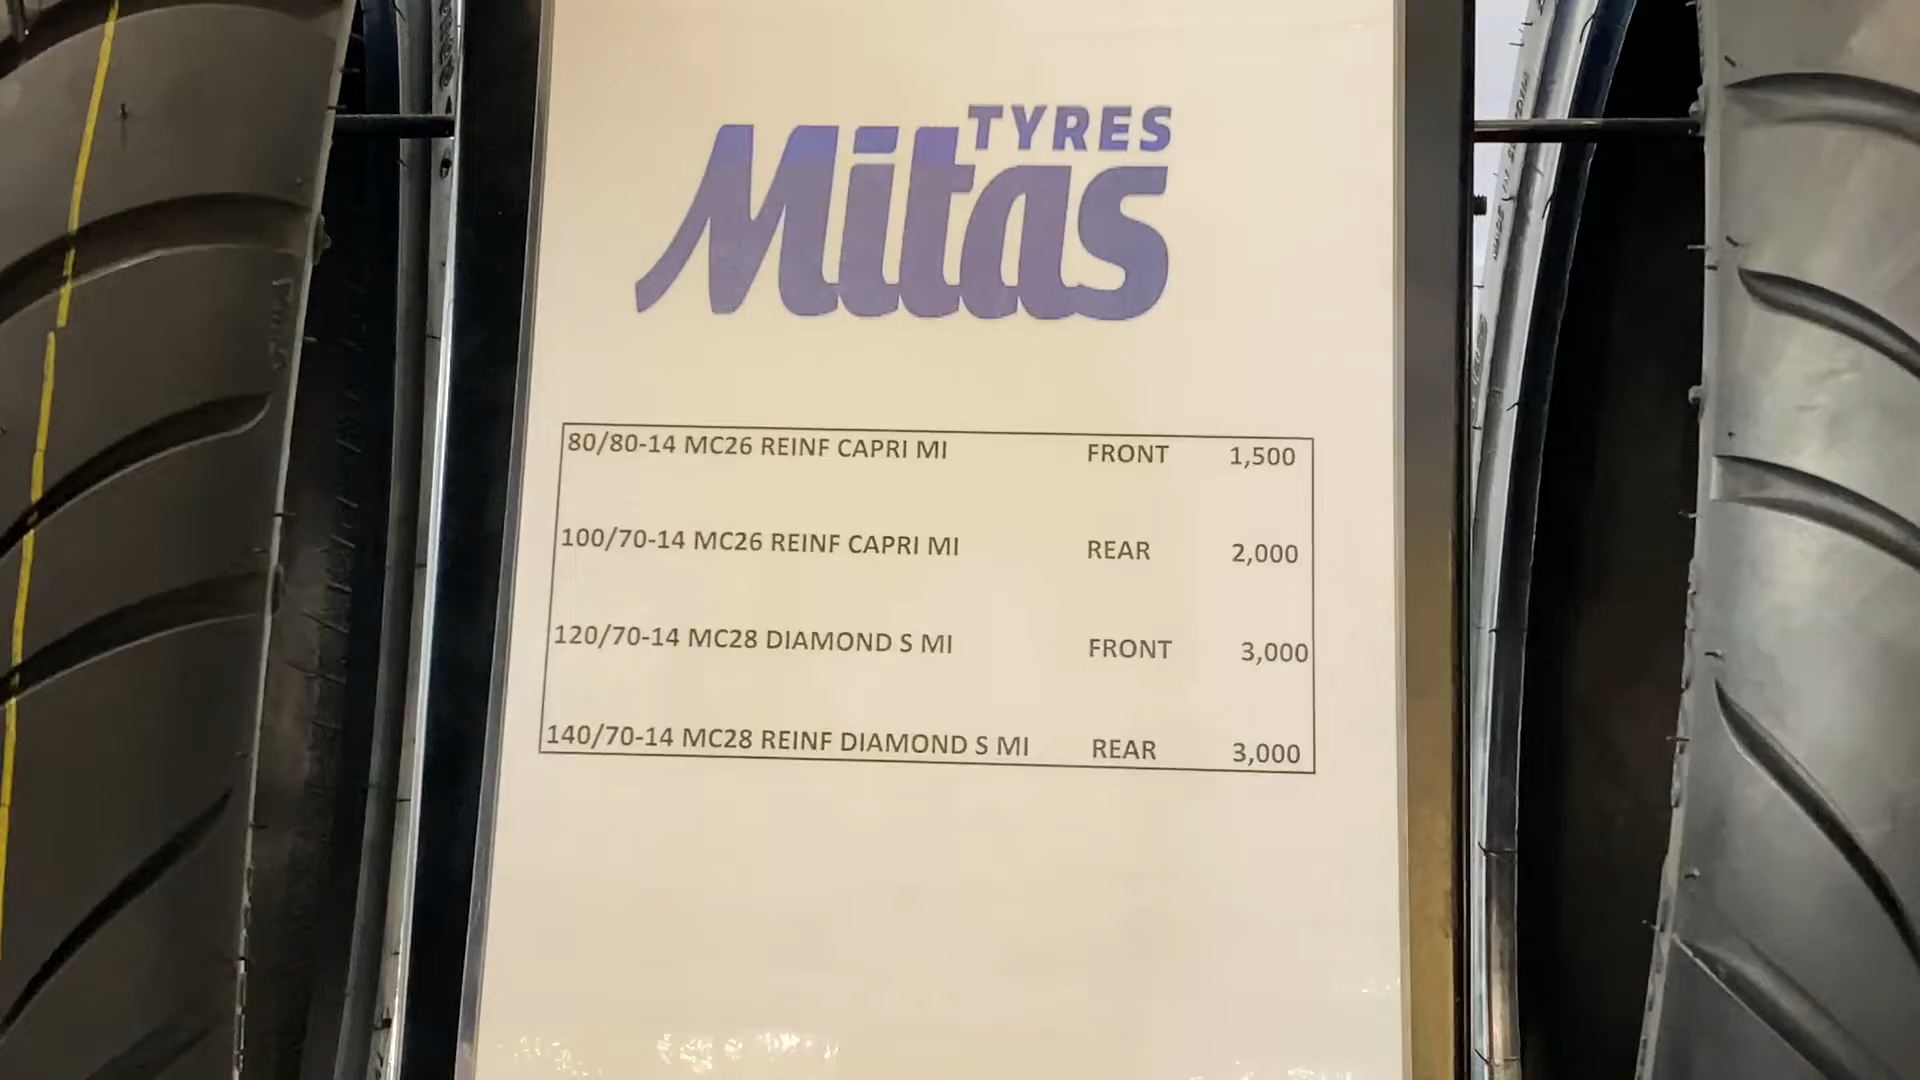 TYRES
Mitas
80/80-14 MC26 REINF CAPRI MI FRONT 1,500
100/70-14 MC26 REINF CAPRI MI REAR 2,000
120/70-14 MC28 DIAMOND S MI FRONT 3,000
140/70-14 MC28 REINF DIAMOND S MI REAR 3,000